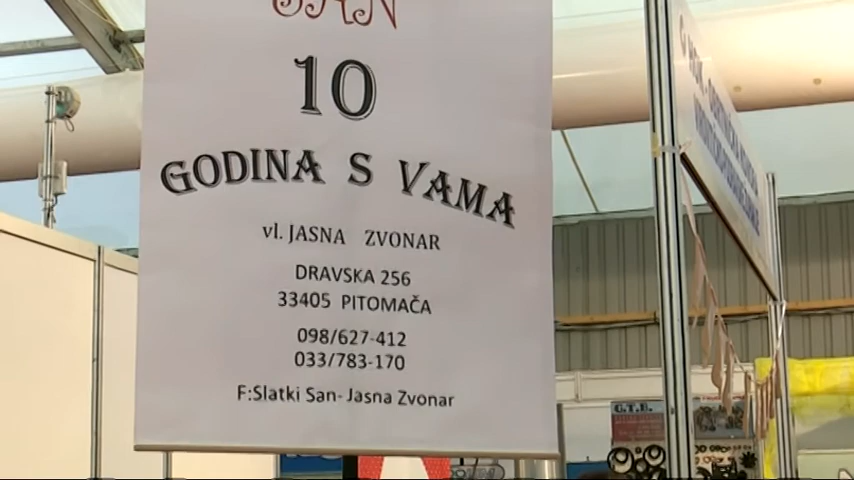 SAN
10
GODINA S VAMA
vl. JASNA ZVONAR
DRAVSKA 256
33405 PITOMAČA
098/627-412
033/783-170
F:Slatki San-Jasna Zvonar
G.T.E.